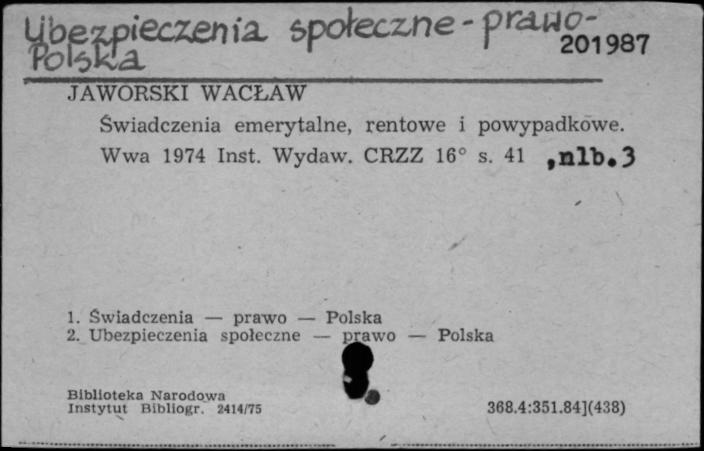 Ubezpieczenia społeczne - prawo -
Polska
201987
JAWORSKI WACŁAW
Świadczenia emerytalne, rentowe i powypadkowe.
Wwa 1974 Inst. Wydaw. CRZZ 16° s. 41 ,nlb.3
1. Świadczenia — prawo — Polska
2. Ubezpieczenia społeczne — prawo — Polska
Biblioteka Narodowa
Instytut Bibliogr. 2414/75
368.4:351.84](438)